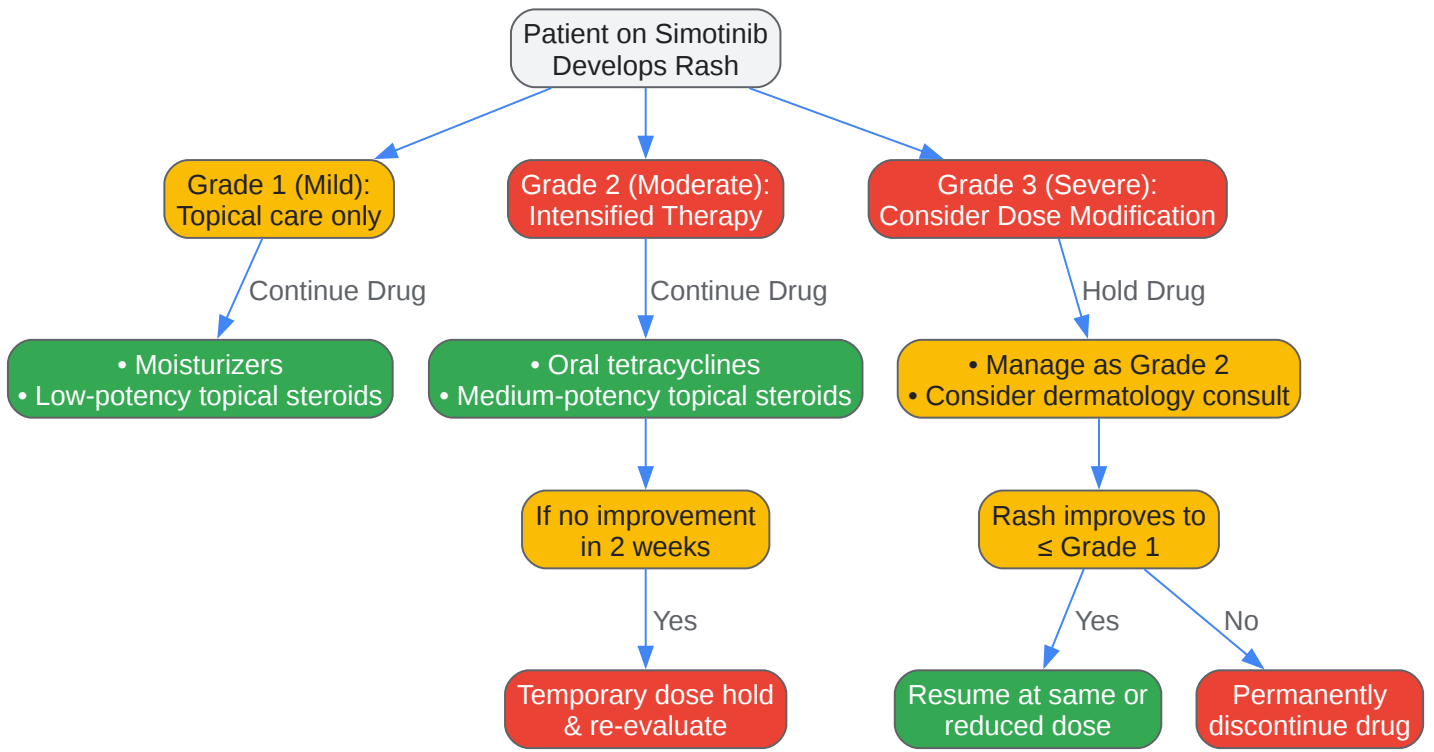 Patient on Simotinib
Develops Rash
Grade 1 (Mild):
Topical care only
Grade 2 (Moderate):
Intensified Therapy
Grade 3 (Severe):
Consider Dose Modification
Continue Drug
Continue Drug
Hold Drug
• Moisturizers
• Low-potency topical steroids
• Oral tetracyclines
• Medium-potency topical steroids
• Manage as Grade 2
• Consider dermatology consult
If no improvement
in 2 weeks
Rash improves to
≤ Grade 1
Yes
Yes
No
Temporary dose hold
& re-evaluate
Resume at same or
reduced dose
Permanently
discontinue drug